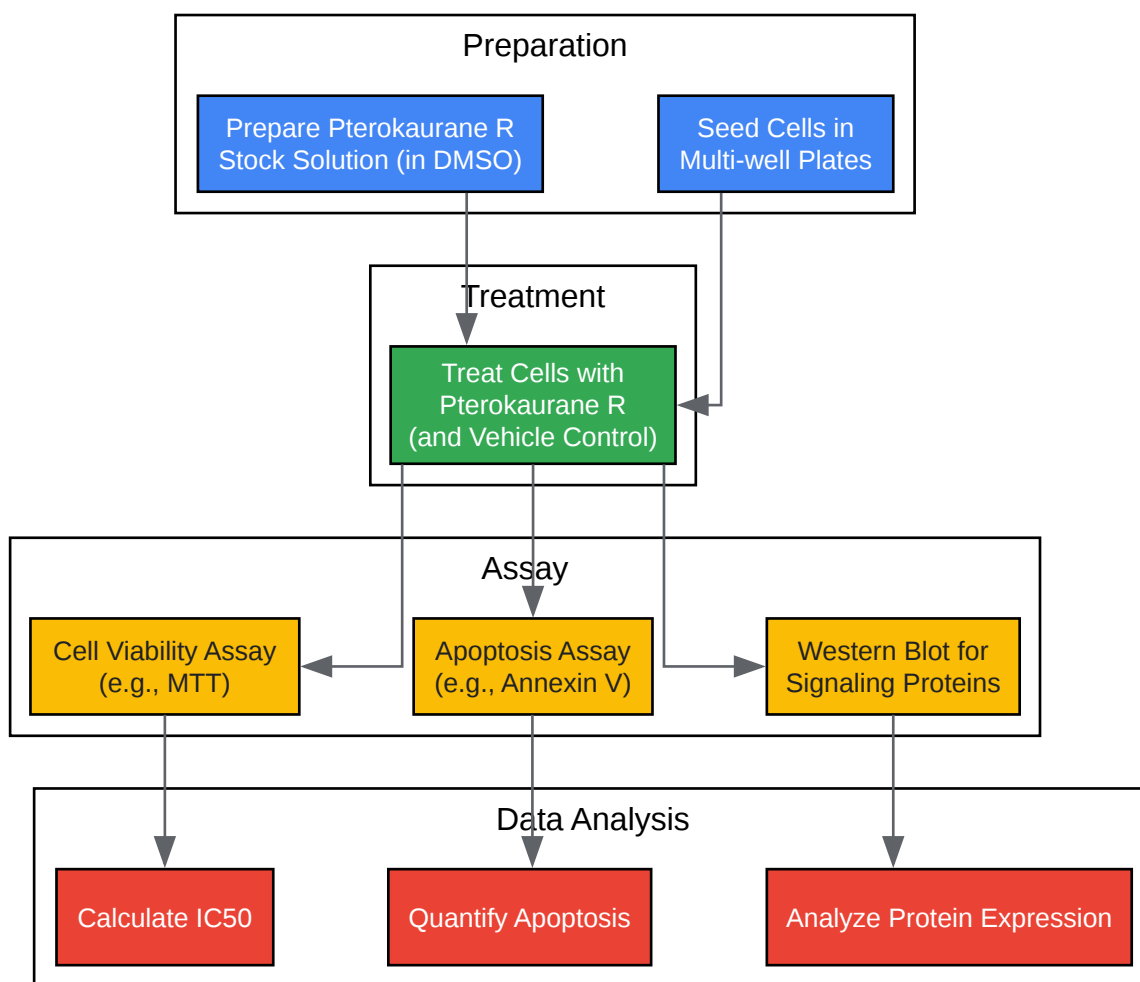 Preparation
Prepare Pterokaurane R
Stock Solution (in DMSO)
Seed Cells in
Multi-well Plates
Treatment
Treat Cells with
Pterokaurane R
(and Vehicle Control)
Assay
Cell Viability Assay
(e.g., MTT)
Apoptosis Assay
(e.g., Annexin V)
Western Blot for
Signaling Proteins
Data Analysis
Calculate IC50
Quantify Apoptosis
Analyze Protein Expression